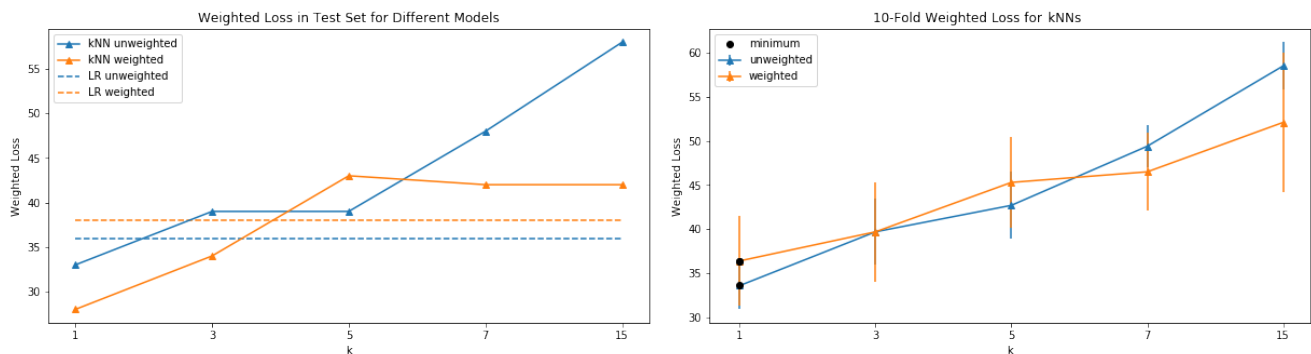 Weighted Loss in Test Set for Different Models
kNN unweighted
kNN weighted
LR unweighted
LR weighted
Weighted Loss
55
50
45
40
35
30
1 3 5 7 15
k
10-Fold Weighted Loss for kNNs
minimum
unweighted
weighted
Weighted Loss
60
55
50
45
40
35
30
1 3 5 7 15
k